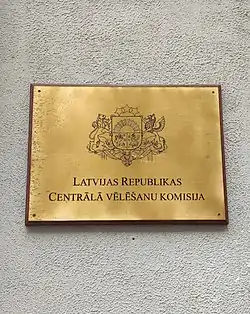 LATVIJAS REPUBLIKAS
CENTRĀLĀ VĒLĒŠANU KOMISIJA